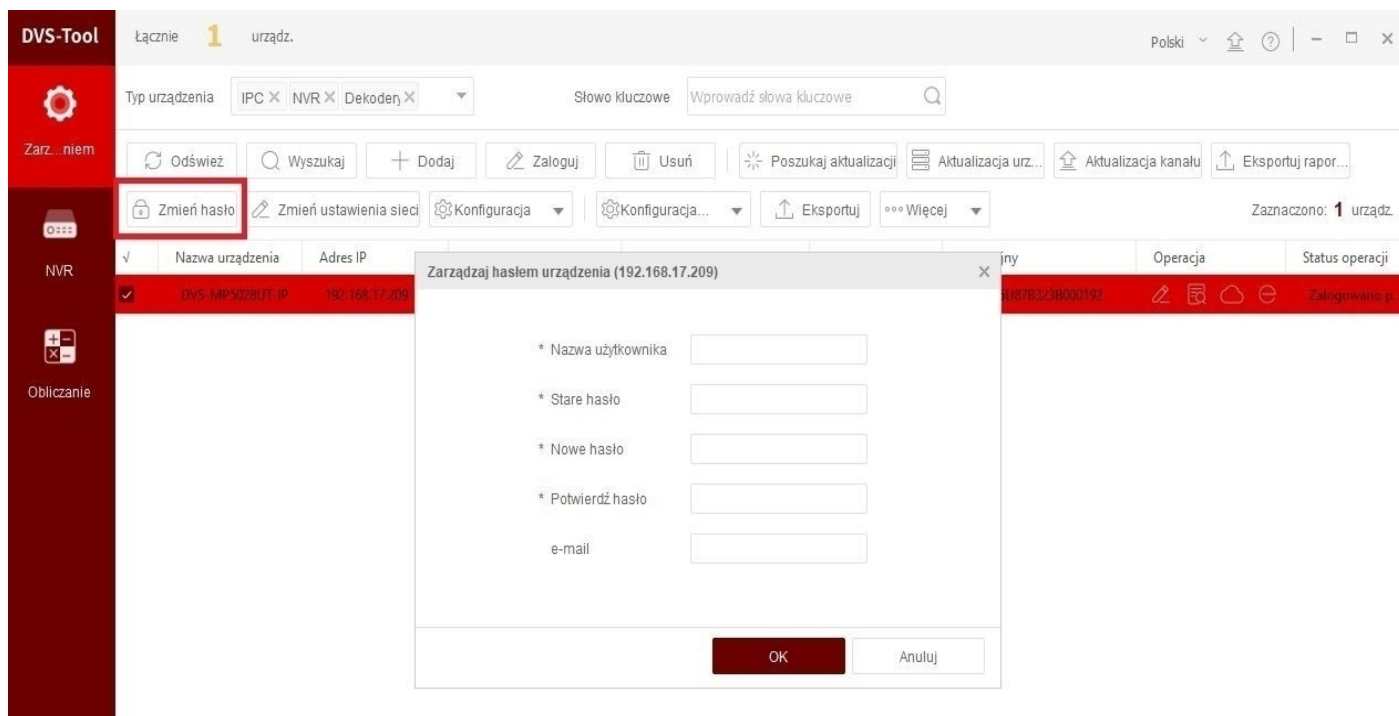 DVS-Tool Łącznie 1 urządz. Polski
Typ urządzenia IPC NVR Dekodery Słowo kluczowe Wprowadź słowa kluczowe
Zarz...niem
Odśwież Wyszukaj Dodaj Zaloguj Usuń Poszukaj aktualizacji Aktualizacja urz... Aktualizacja kanału Eksportuj rapor...
Zmień hasło Zmień ustawienia sieci Konfiguracja Konfiguracja... Eksportuj Więcej Zaznaczono: 1 urządz.
NVR
√ Nazwa urządzenia Adres IP jny Operacja Status operacji
DVS-MP5028UT-IP 192.168.17.209 Zalogowano p...
Zarządzaj hasłem urządzenia (192.168.17.209)
* Nazwa użytkownika
Obliczanie
* Stare hasło
* Nowe hasło
* Potwierdź hasło
e-mail
OK Anuluj